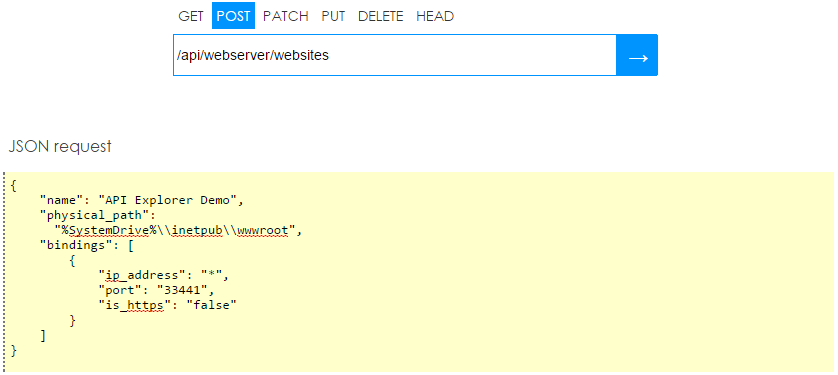 GET POST PATCH PUT DELETE HEAD
/api/webserver/websites →
JSON request
{
    "name": "API Explorer Demo",
    "physical_path":
      "%SystemDrive%\\inetpub\\wwwroot",
    "bindings": [
        {
            "ip_address": "*",
            "port": "33441",
            "is_https": "false"
        }
    ]
}